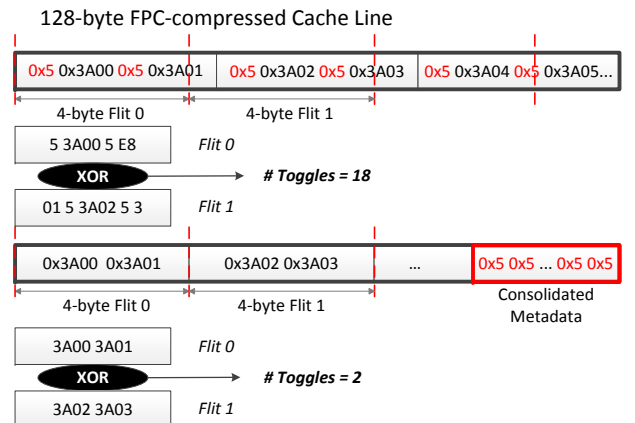 128-byte FPC-compressed Cache Line
0x5 0x3A00 0x5 0x3A01 0x5 0x3A02 0x5 0x3A03 0x5 0x3A04 0x5 0x3A05...
4-byte Flit 0 4-byte Flit 1
5 3A00 5 E8 Flit 0
XOR # Toggles = 18
01 5 3A02 5 3 Flit 1
0x3A00 0x3A01 0x3A02 0x3A03 ... 0x5 0x5 ... 0x5 0x5
4-byte Flit 0 4-byte Flit 1 Consolidated
Metadata
3A00 3A01 Flit 0
XOR # Toggles = 2
3A02 3A03 Flit 1